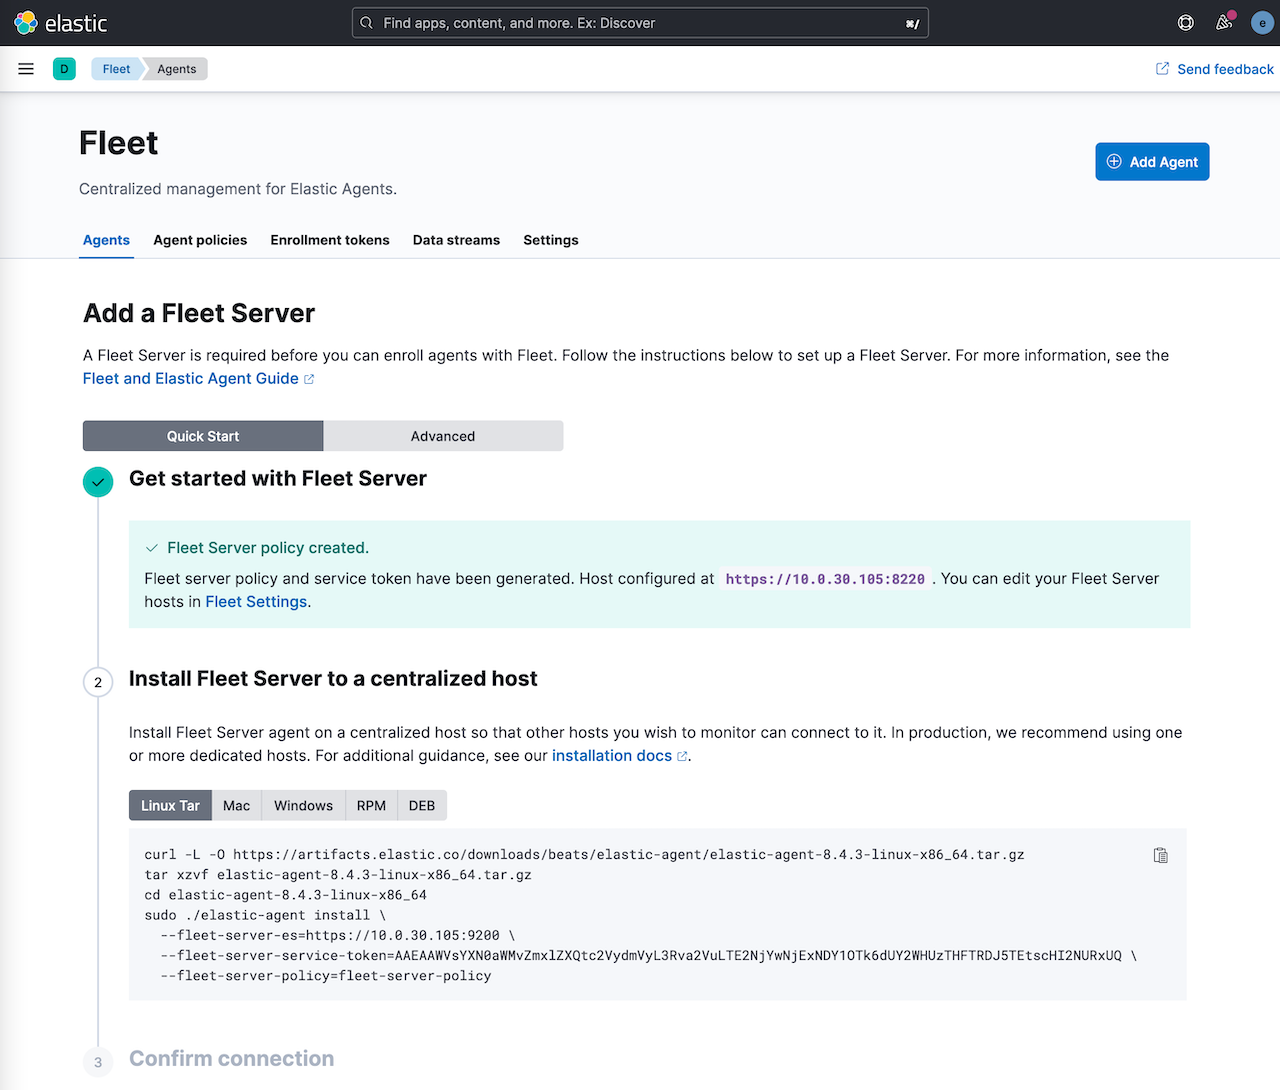 elastic
Find apps, content, and more. Ex: Discover
⌘/
e
D
Fleet
Agents
Send feedback
Fleet
Add Agent
Centralized management for Elastic Agents.
Agents
Agent policies
Enrollment tokens
Data streams
Settings
Add a Fleet Server
A Fleet Server is required before you can enroll agents with Fleet. Follow the instructions below to set up a Fleet Server. For more information, see the
Fleet and Elastic Agent Guide
Quick Start
Advanced
Get started with Fleet Server
Fleet Server policy created.
Fleet server policy and service token have been generated. Host configured at https://10.0.30.105:8220 . You can edit your Fleet Server
hosts in Fleet Settings.
2
Install Fleet Server to a centralized host
Install Fleet Server agent on a centralized host so that other hosts you wish to monitor can connect to it. In production, we recommend using one
or more dedicated hosts. For additional guidance, see our installation docs .
Linux Tar
Mac
Windows
RPM
DEB
curl -L -O https://artifacts.elastic.co/downloads/beats/elastic-agent/elastic-agent-8.4.3-linux-x86_64.tar.gz
tar xzvf elastic-agent-8.4.3-linux-x86_64.tar.gz
cd elastic-agent-8.4.3-linux-x86_64
sudo ./elastic-agent install \
--fleet-server-es=https://10.0.30.105:9200 \
--fleet-server-service-token=AAEAAWVsYXN0aWMvZmxlZXQtc2VydmVyL3Rva2VuLTE2NjYwNjExNDY1OTk6dUY2WHUzTHFTRDJ5TEtscHI2NURxUQ \
--fleet-server-policy=fleet-server-policy
3
Confirm connection